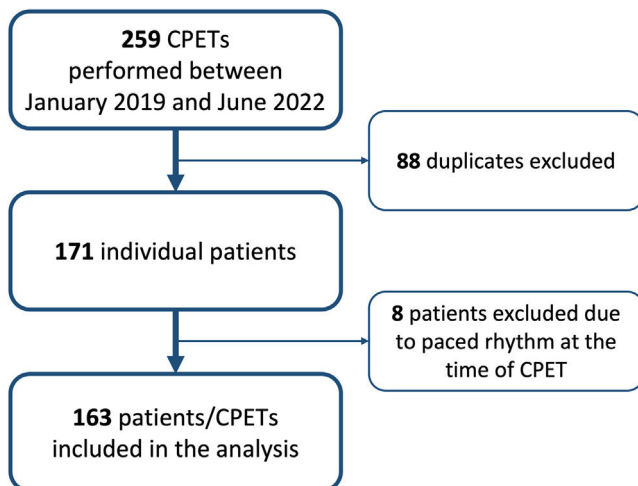 259 CPETs
performed between
January 2019 and June 2022
88 duplicates excluded
171 individual patients
8 patients excluded due
to paced rhythm at the
time of CPET
163 patients/CPETs
included in the analysis